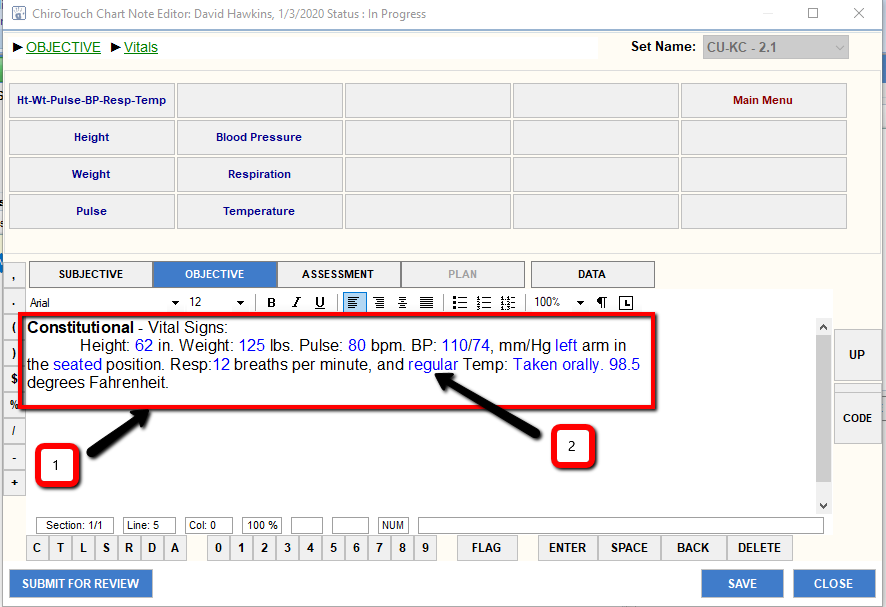 ChiroTouch Chart Note Editor: David Hawkins, 1/3/2020 Status : In Progress
OBJECTIVE Vitals Set Name: CU-KC - 2.1
Ht-Wt-Pulse-BP-Resp-Temp Main Menu
Height Blood Pressure
Weight Respiration
Pulse Temperature
, SUBJECTIVE OBJECTIVE ASSESSMENT PLAN DATA
. Arial 12 B I U 100% ¶ L
( Constitutional - Vital Signs:
Height: 62 in. Weight: 125 lbs. Pulse: 80 bpm. BP: 110/74, mm/Hg left arm in
) the seated position. Resp:12 breaths per minute, and regular Temp: Taken orally. 98.5
$ degrees Fahrenheit.
UP
%
CODE
/
1 2
-
+
Section: 1/1 Line: 5 Col: 0 100 % NUM
C T L S R D A 0 1 2 3 4 5 6 7 8 9 FLAG ENTER SPACE BACK DELETE
SUBMIT FOR REVIEW SAVE CLOSE